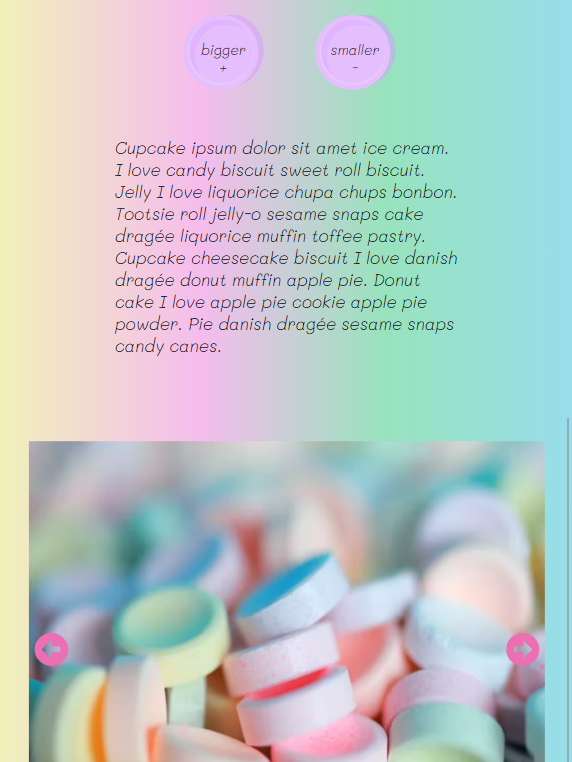 bigger
+
smaller
-
Cupcake ipsum dolor sit amet ice cream.
I love candy biscuit sweet roll biscuit.
Jelly I love liquorice chupa chups bonbon.
Tootsie roll jelly-o sesame snaps cake
dragée liquorice muffin toffee pastry.
Cupcake cheesecake biscuit I love danish
dragée donut muffin apple pie. Donut
cake I love apple pie cookie apple pie
powder. Pie danish dragée sesame snaps
candy canes.